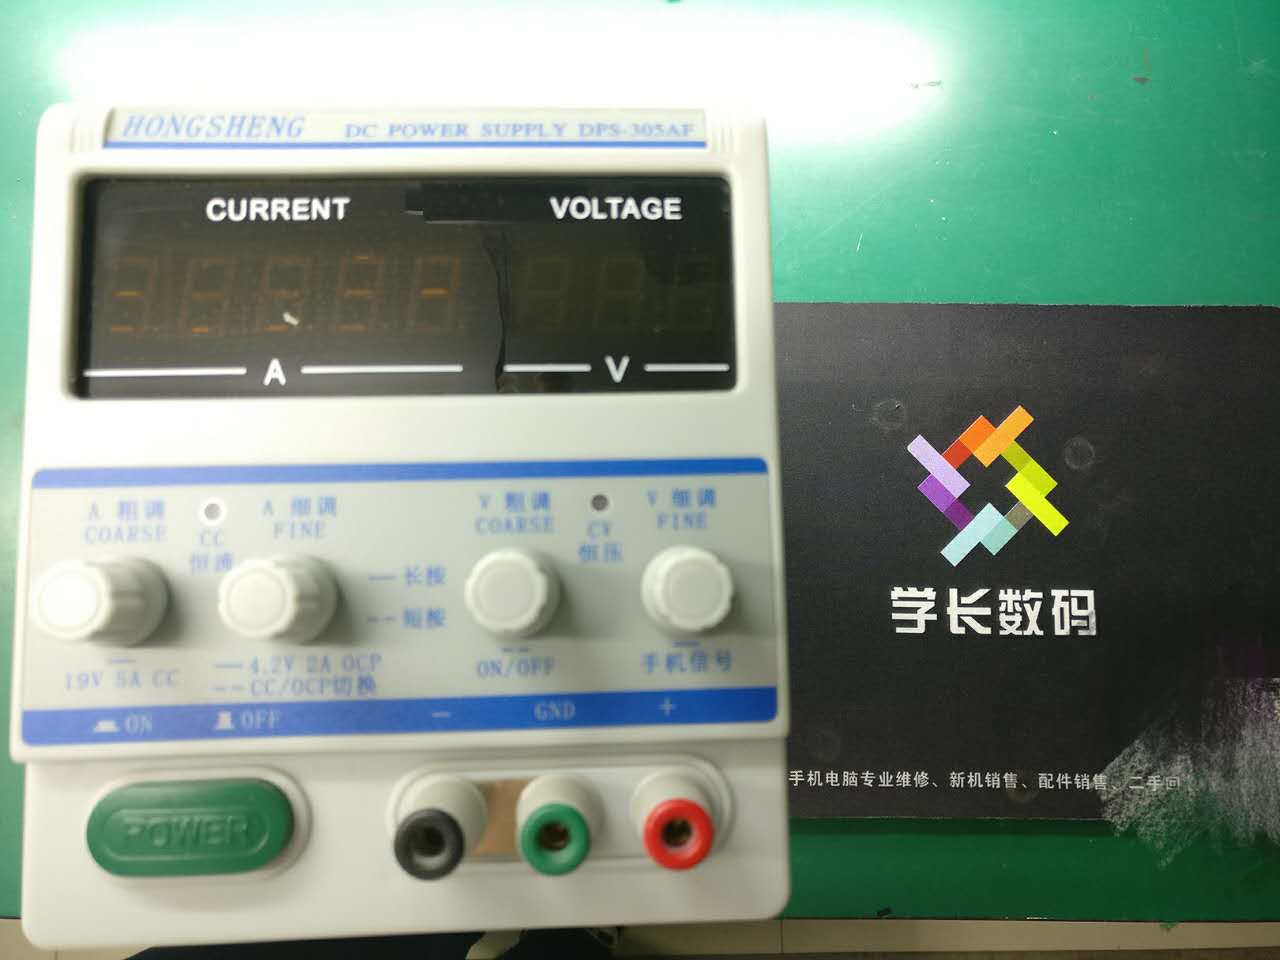 HONGSHENG DC POWER SUPPLY DPS-305AF
CURRENT VOLTAGE
A V
A 粗调 A 细调 V 粗调 V 细调
COARSE FINE COARSE FINE
CC CV
恒流 恒压
长按
短按
19V 5A CC
4.2V 2A OCP
CC/OCP切换
ON/OFF
手机信号
ON OFF - GND +
POWER
学长数码
手机电脑专业维修、新机销售、配件销售、二手回